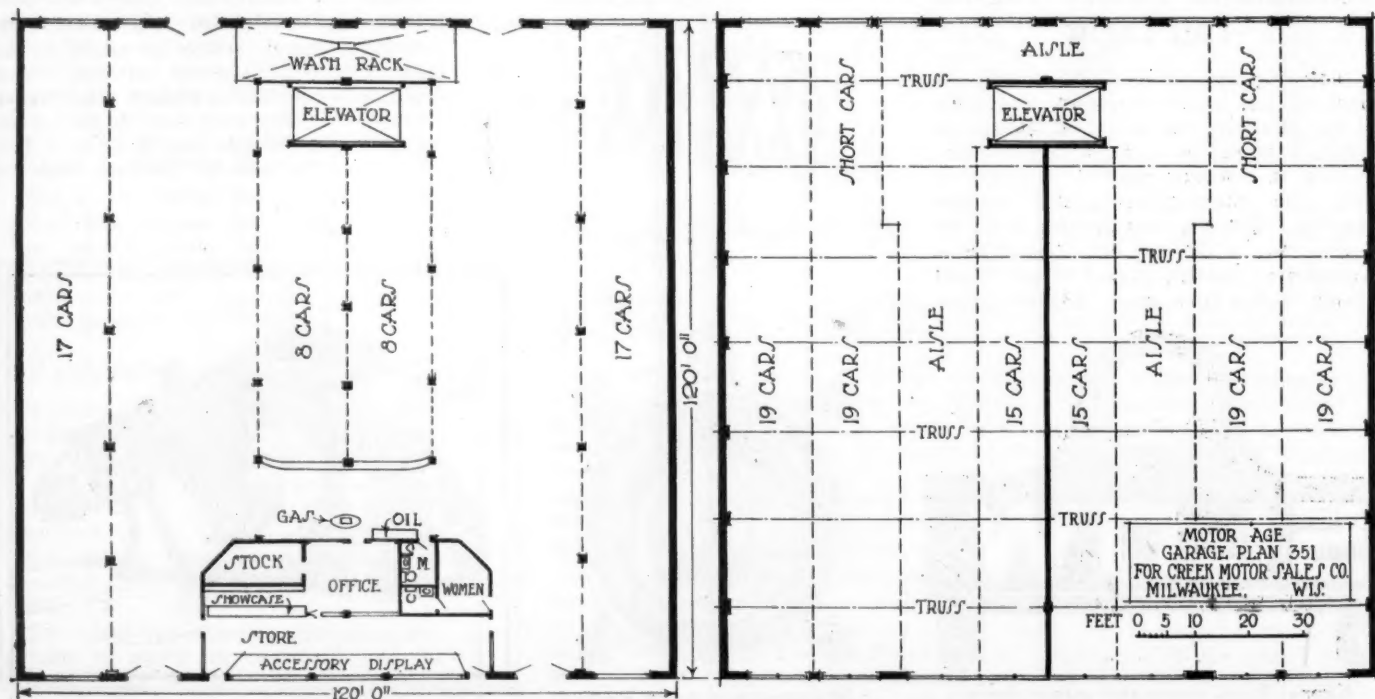 WASH RACK
ELEVATOR
17 CARS
8 CARS
8 CARS
17 CARS
120' 0"
GAS
OIL
STOCK
OFFICE
M.
WOMEN
SHOWCASE
STORE
ACCESSORY DISPLAY
120' 0"
AISLE
TRUSS
SHORT CARS
ELEVATOR
SHORT CARS
TRUSS
19 CARS
19 CARS
AISLE
15 CARS
15 CARS
AISLE
19 CARS
19 CARS
TRUSS
TRUSS
TRUSS
MOTOR AGE
GARAGE PLAN 351
FOR CREEK MOTOR SALES CO.
MILWAUKEE, WIS.
FEET 0 5 10 20 30